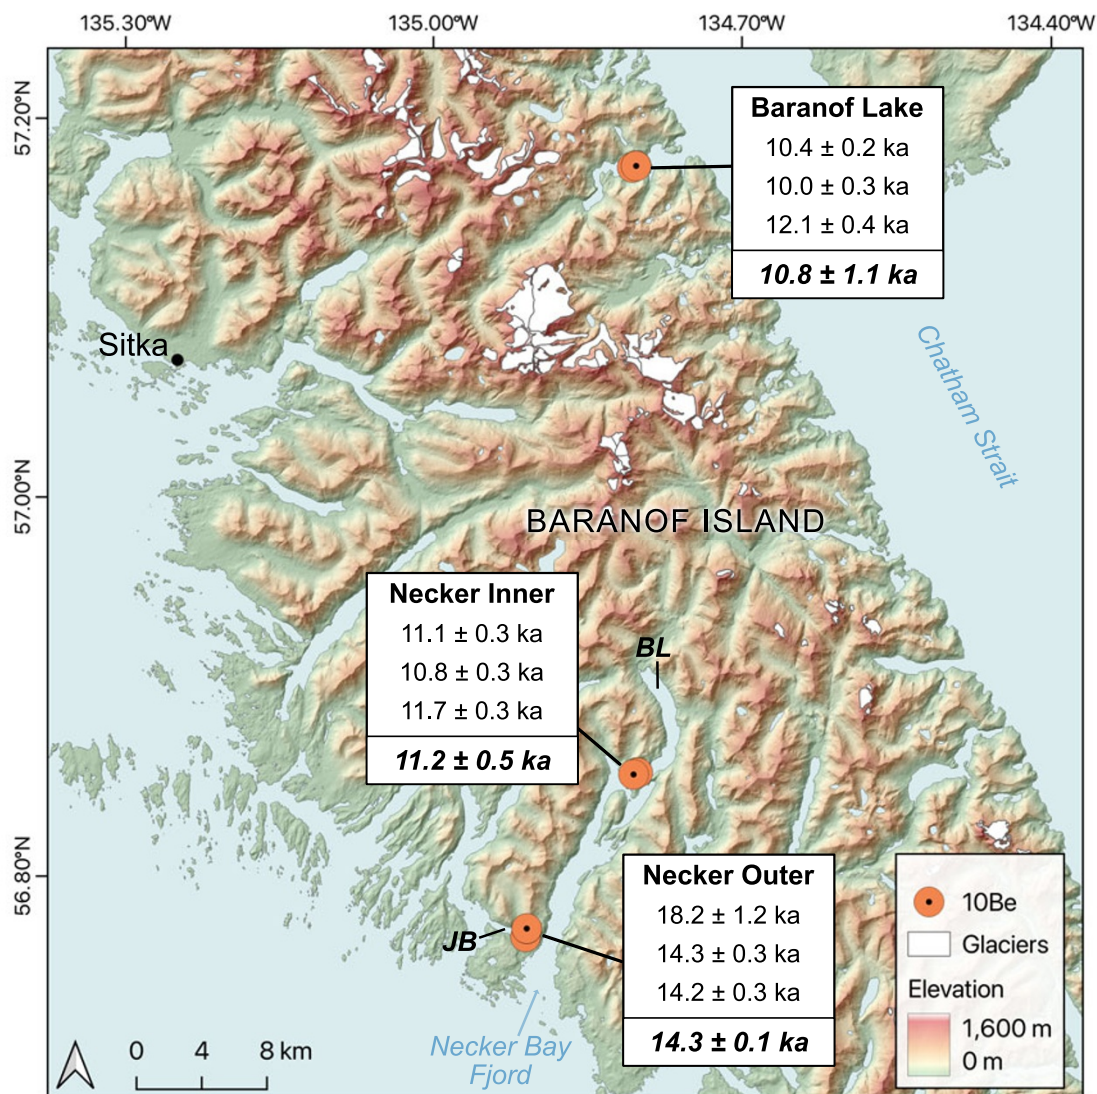 135.30°W
135.00°W
134.70°W
134.40°W
57.20°N
57.00°N
56.80°N
Baranof Lake
10.4 ± 0.2 ka
10.0 ± 0.3 ka
12.1 ± 0.4 ka
10.8 ± 1.1 ka
Sitka
Chatham Strait
BARANOF ISLAND
Necker Inner
11.1 ± 0.3 ka
10.8 ± 0.3 ka
11.7 ± 0.3 ka
11.2 ± 0.5 ka
BL
Necker Outer
18.2 ± 1.2 ka
14.3 ± 0.3 ka
14.2 ± 0.3 ka
14.3 ± 0.1 ka
JB
Necker Bay
Fjord
0 4 8 km
10Be
Glaciers
Elevation
1,600 m
0 m